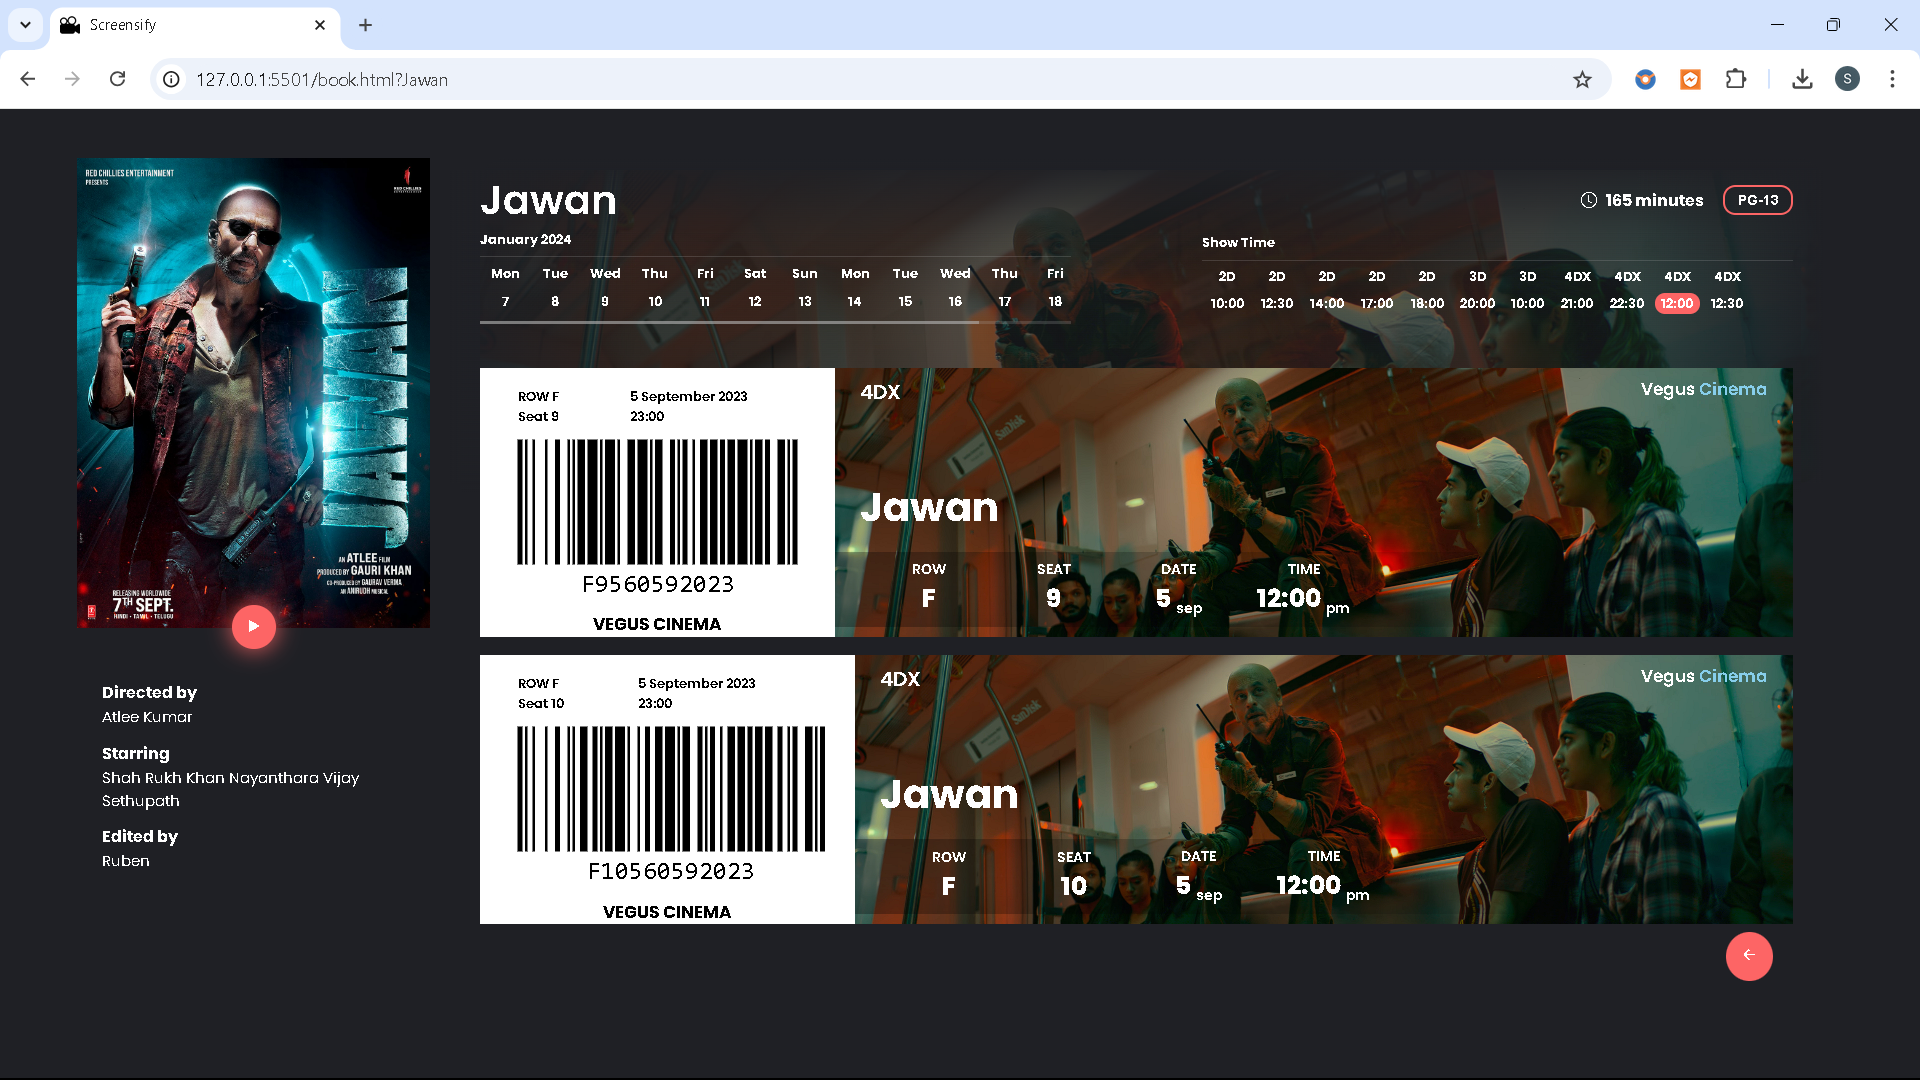 Screensify
127.0.0.1:5501/book.html?Jawan
S
RED CHILLIES ENTERTAINMENT
PRESENTS
RED CHILLIES
JAWAN
AN ATLEE FILM
PRODUCED BY GAURI KHAN
CO-PRODUCED BY GAURAV VERMA
AN ANIRUDH MUSICAL
RELEASING WORLDWIDE
7TH SEPT.
HINDI • TAMIL • TELUGU
Directed by
Atlee Kumar
Starring
Shah Rukh Khan Nayanthara Vijay
Sethupath
Edited by
Ruben
Jawan
165 minutes
PG-13
January 2024
Mon Tue Wed Thu Fri Sat Sun Mon Tue Wed Thu Fri
7 8 9 10 11 12 13 14 15 16 17 18
Show Time
2D 2D 2D 2D 2D 3D 3D 4DX 4DX 4DX 4DX
10:00 12:30 14:00 17:00 18:00 20:00 10:00 21:00 22:30 12:00 12:30
ROW F 5 September 2023
Seat 9 23:00
F9560592023
VEGUS CINEMA
4DX
Vegus Cinema
SanDisk
Jawan
ROW SEAT DATE TIME
F 9 5 sep 12:00 pm
ROW F 5 September 2023
Seat 10 23:00
F10560592023
VEGUS CINEMA
4DX
Vegus Cinema
SanDisk
Jawan
ROW SEAT DATE TIME
F 10 5 sep 12:00 pm